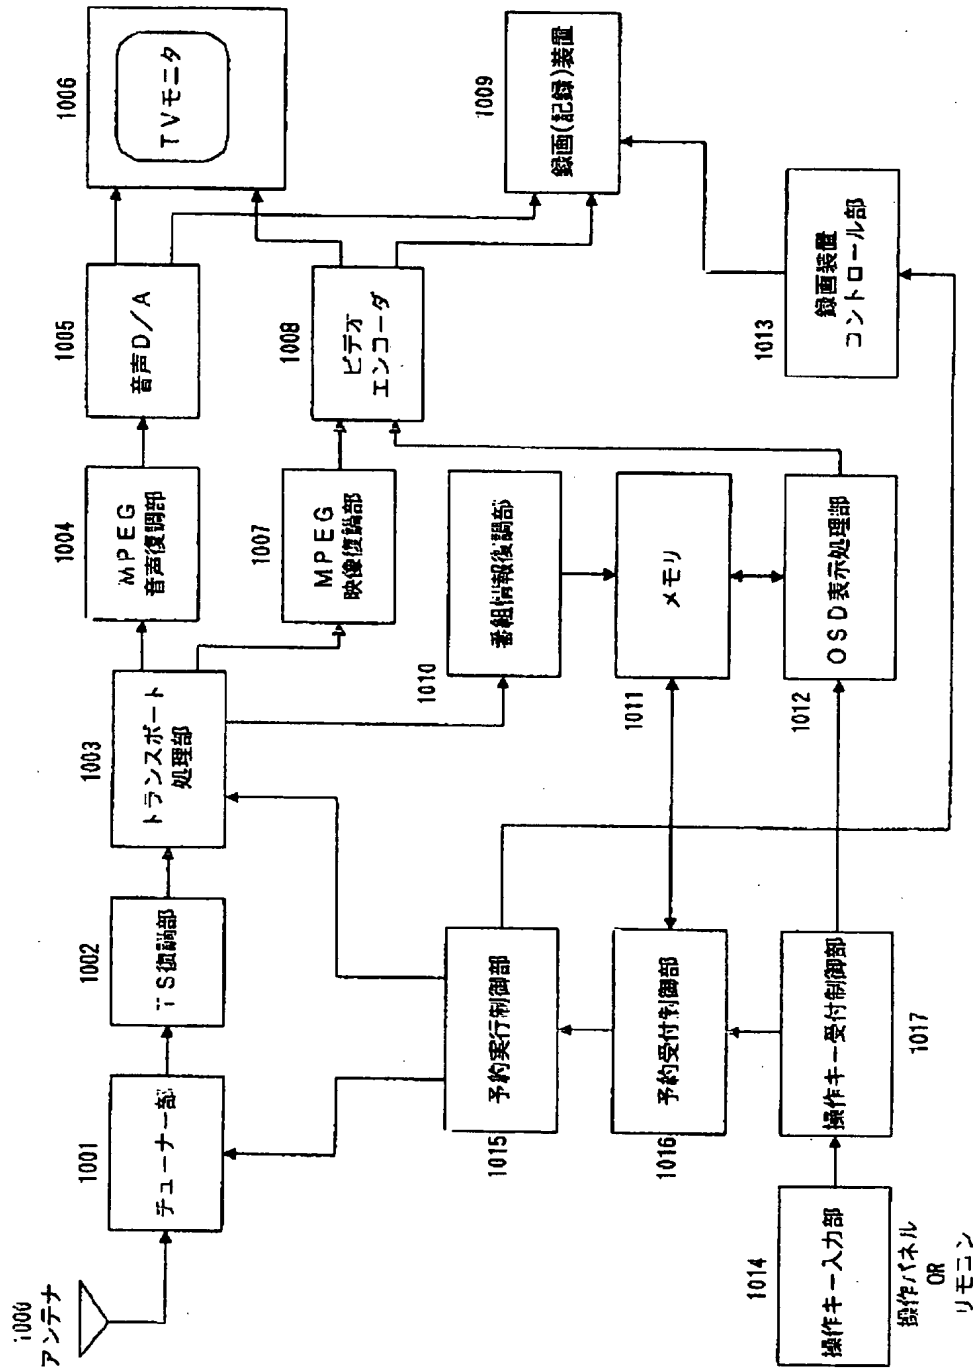 1000
アンテナ
1001
チューナー部
1002
TS復調部
1003
トランスポート
処理部
1004
MPEG
音声復調部
1005
音声D/A
1006
TVモニタ
1007
MPEG
映像復調部
1008
ビデオ
エンコーダ
1009
録画(記録)装置
1010
番組情報復調部
1011
メモリ
1012
OSD表示処理部
1013
録画装置
コントロール部
1015
予約実行制御部
1016
予約受付制御部
1017
操作キー受付制御部
1014
操作キー入力部
操作パネル
OR
リモコン